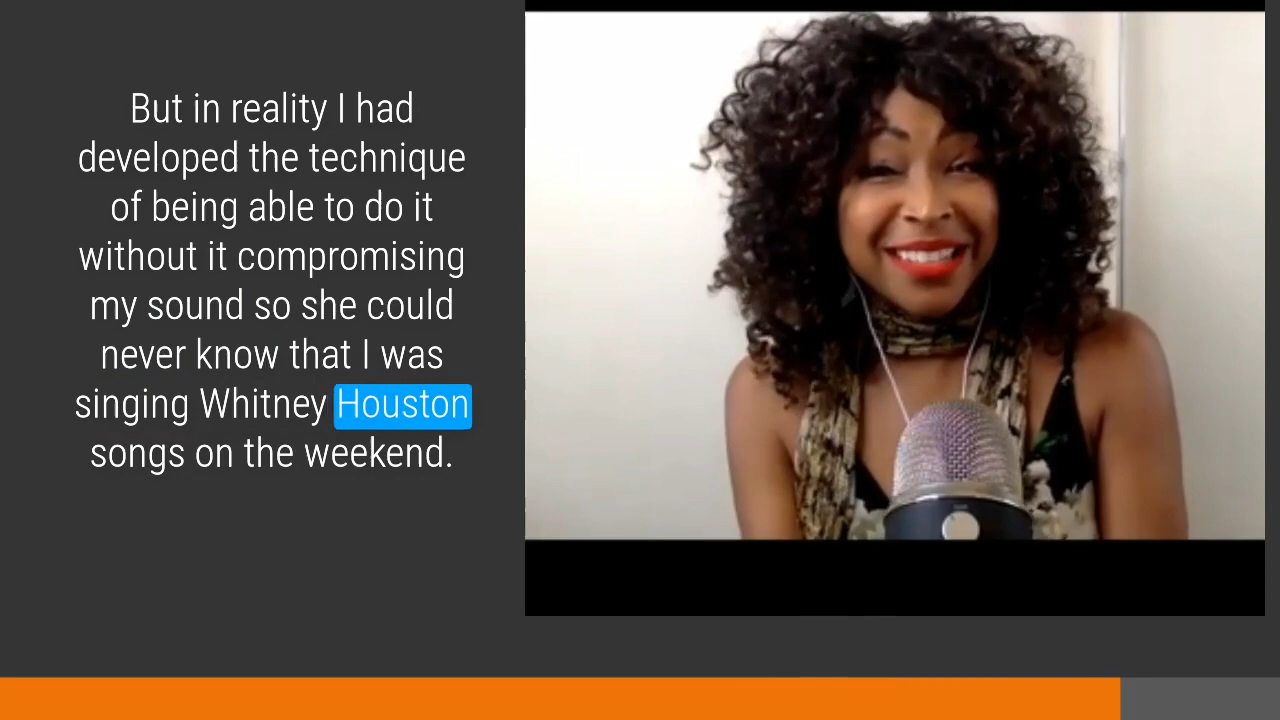 But in reality I had
developed the technique
of being able to do it
without it compromising
my sound so she could
never know that I was
singing Whitney Houston
songs on the weekend.